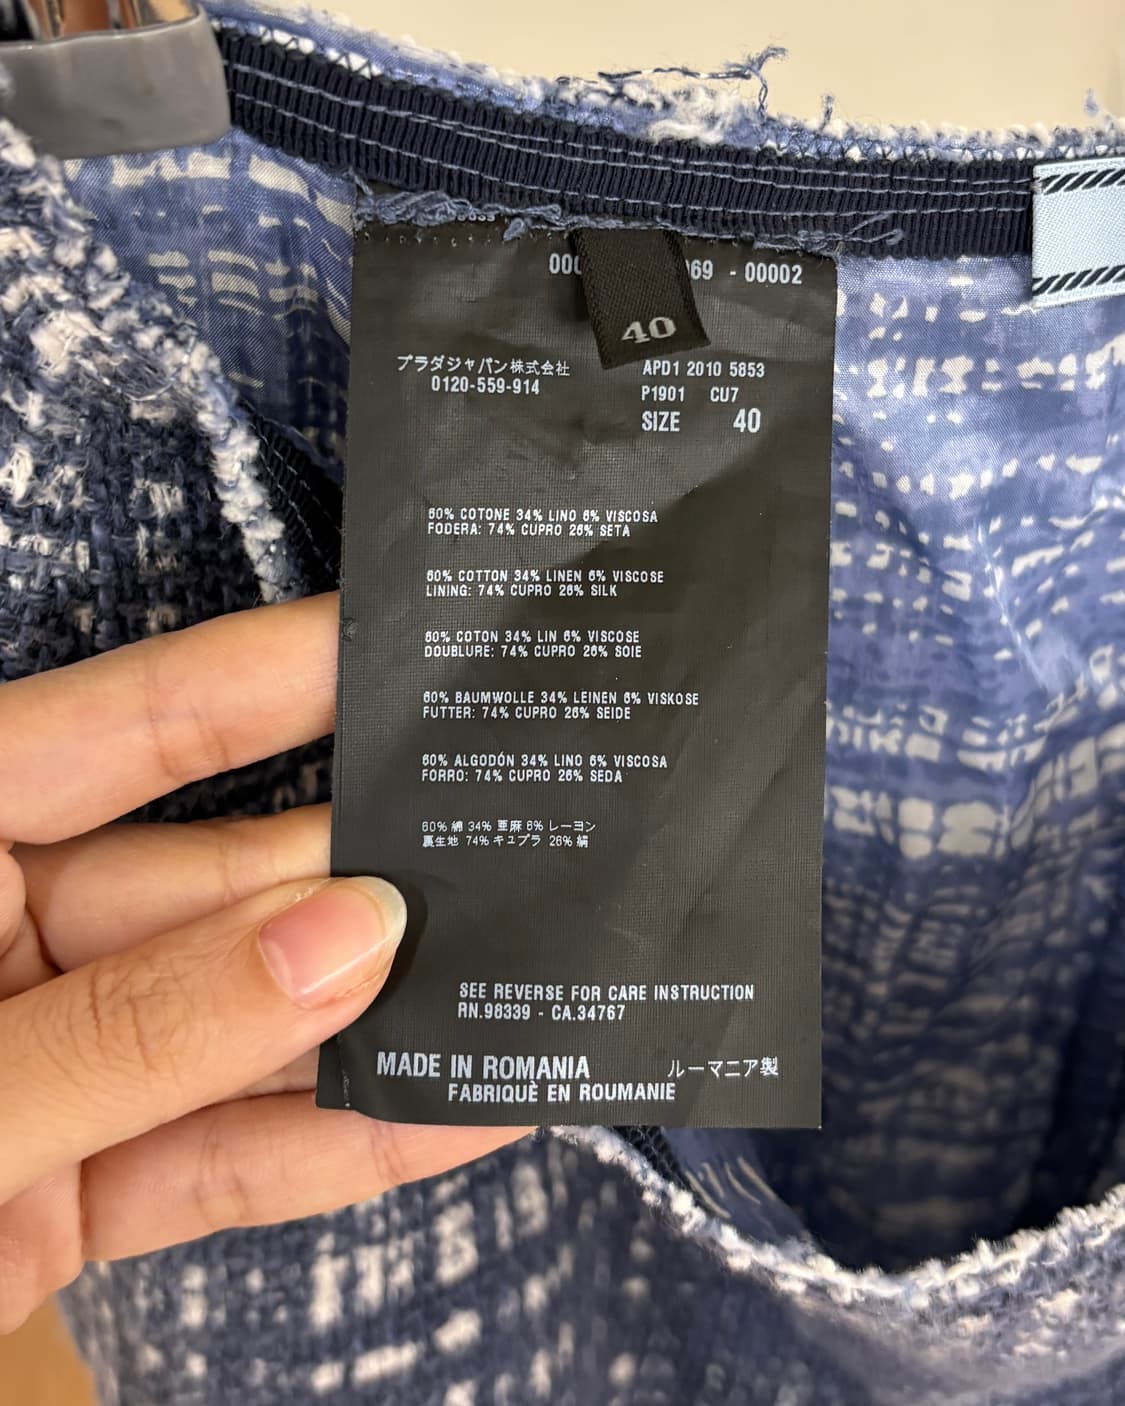 69 - 00002
40
プラダジャパン株式会社
0120-559-914
APD1 2010 5853
P1901 CU7
SIZE 40
60% COTONE 34% LINO 6% VISCOSA
FODERA: 74% CUPRO 26% SETA
60% COTTON 34% LINEN 6% VISCOSE
LINING: 74% CUPRO 26% SILK
60% COTON 34% LIN 6% VISCOSE
DOUBLURE: 74% CUPRO 26% SOIE
60% BAUMWOLLE 34% LEINEN 6% VISKOSE
FUTTER: 74% CUPRO 26% SEIDE
60% ALGODÓN 34% LINO 6% VISCOSA
FORRO: 74% CUPRO 26% SEDA
60% 綿 34% 亜麻 6% レーヨン
裏生地 74% キュプラ 26% 絹
SEE REVERSE FOR CARE INSTRUCTION
RN.98339 - CA.34767
MADE IN ROMANIA ルーマニア製
FABRIQUÈ EN ROUMANIE